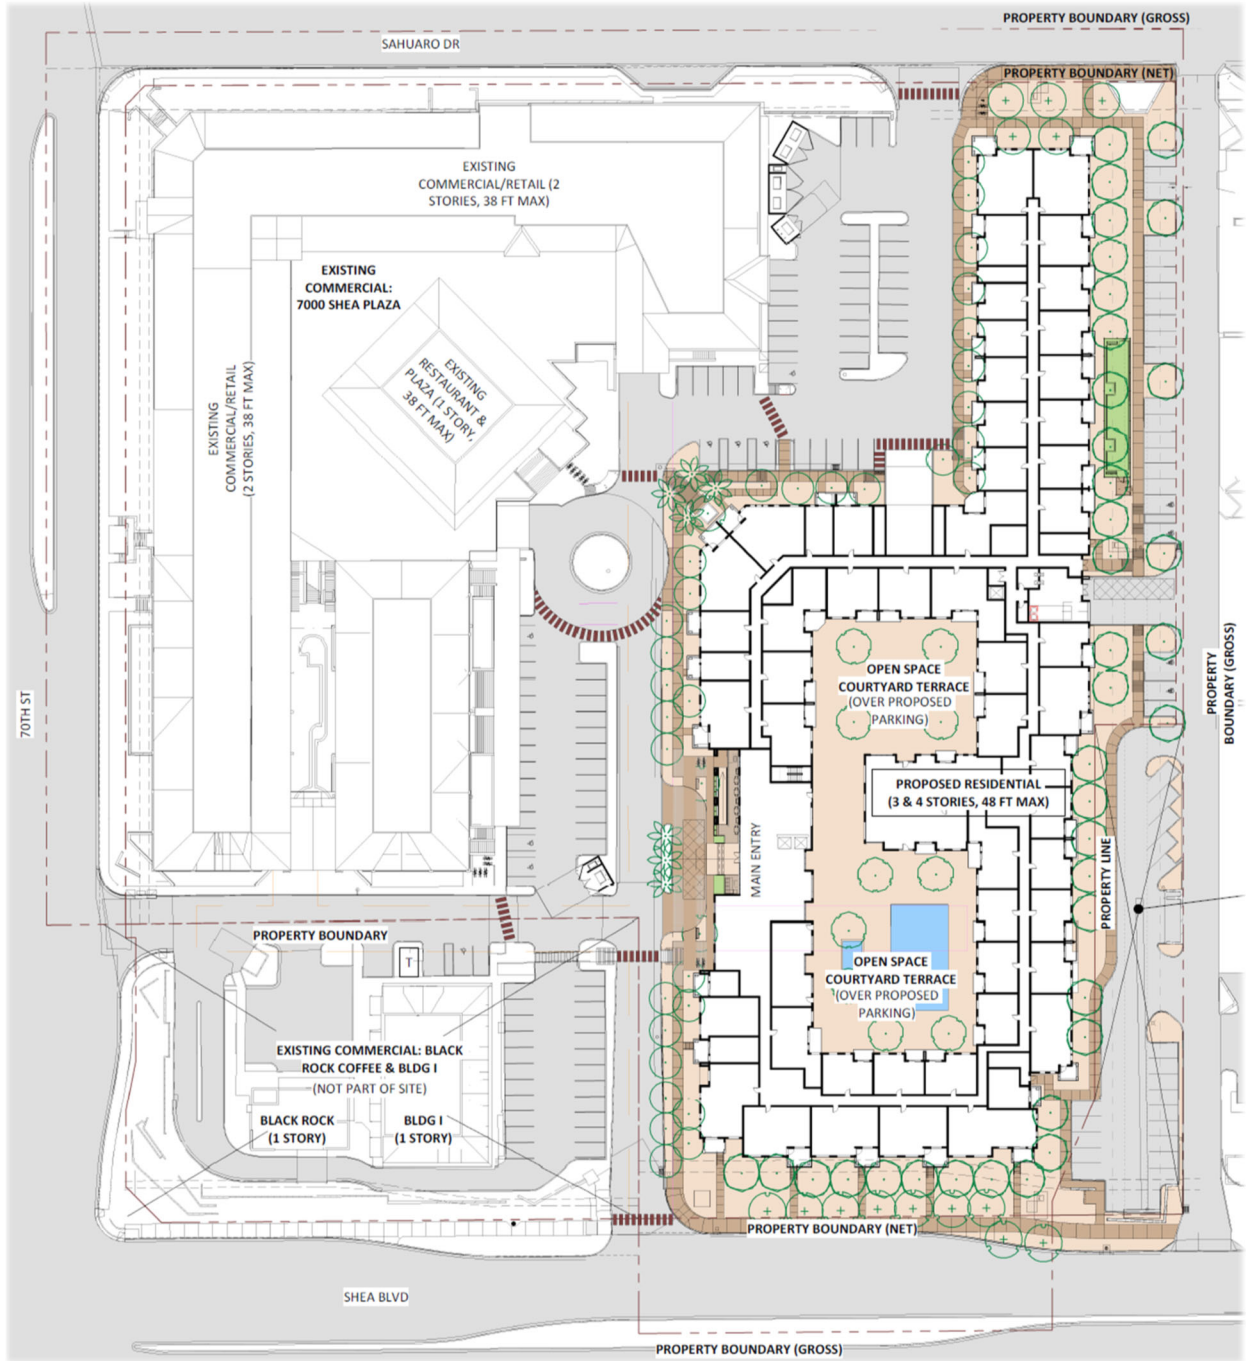 PROPERTY BOUNDARY (GROSS)
SAHUARO DR
PROPERTY BOUNDARY (NET)
EXISTING
COMMERCIAL/RETAIL (2
STORIES, 38 FT MAX)
EXISTING
COMMERCIAL:
7000 SHEA PLAZA
EXISTING
RESTAURANT &
PLAZA (1 STORY,
38 FT MAX)
EXISTING
COMMERCIAL/RETAIL
(2 STORIES, 38 FT MAX)
70TH ST
OPEN SPACE
COURTYARD TERRACE
(OVER PROPOSED
PARKING)
PROPERTY
BOUNDARY (GROSS)
PROPOSED RESIDENTIAL
(3 & 4 STORIES, 48 FT MAX)
MAIN ENTRY
PROPERTY LINE
PROPERTY BOUNDARY
T
OPEN SPACE
COURTYARD TERRACE
(OVER PROPOSED
PARKING)
EXISTING COMMERCIAL: BLACK
ROCK COFFEE & BLDG I
(NOT PART OF SITE)
BLACK ROCK
(1 STORY)
BLDG I
(1 STORY)
PROPERTY BOUNDARY (NET)
SHEA BLVD
PROPERTY BOUNDARY (GROSS)